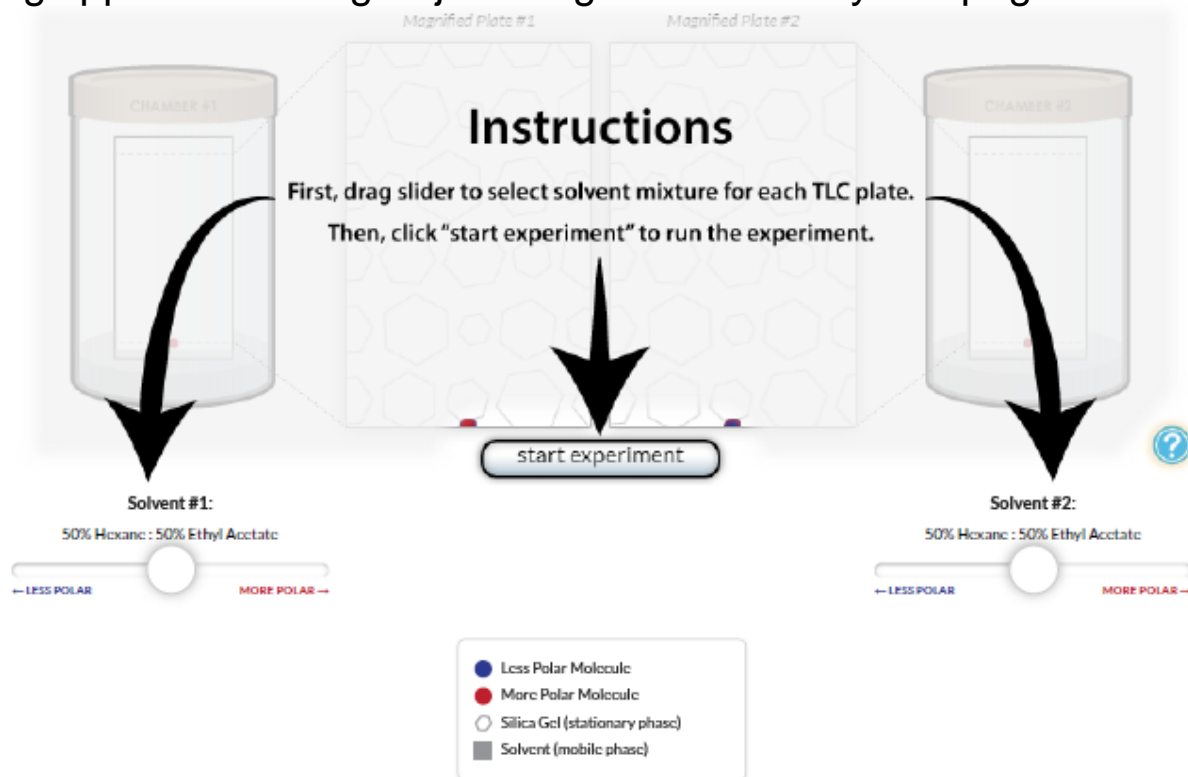 Magnified Plate #1 Magnified Plate #2
CHAMBER #1 CHAMBER #2
Instructions
First, drag slider to select solvent mixture for each TLC plate.
Then, click "start experiment" to run the experiment.
start experiment
?
Solvent #1: Solvent #2:
50% Hexane : 50% Ethyl Acetate 50% Hexane : 50% Ethyl Acetate
← LESS POLAR MORE POLAR → ← LESS POLAR MORE POLAR →
Less Polar Molecule
More Polar Molecule
Silica Gel (stationary phase)
Solvent (mobile phase)